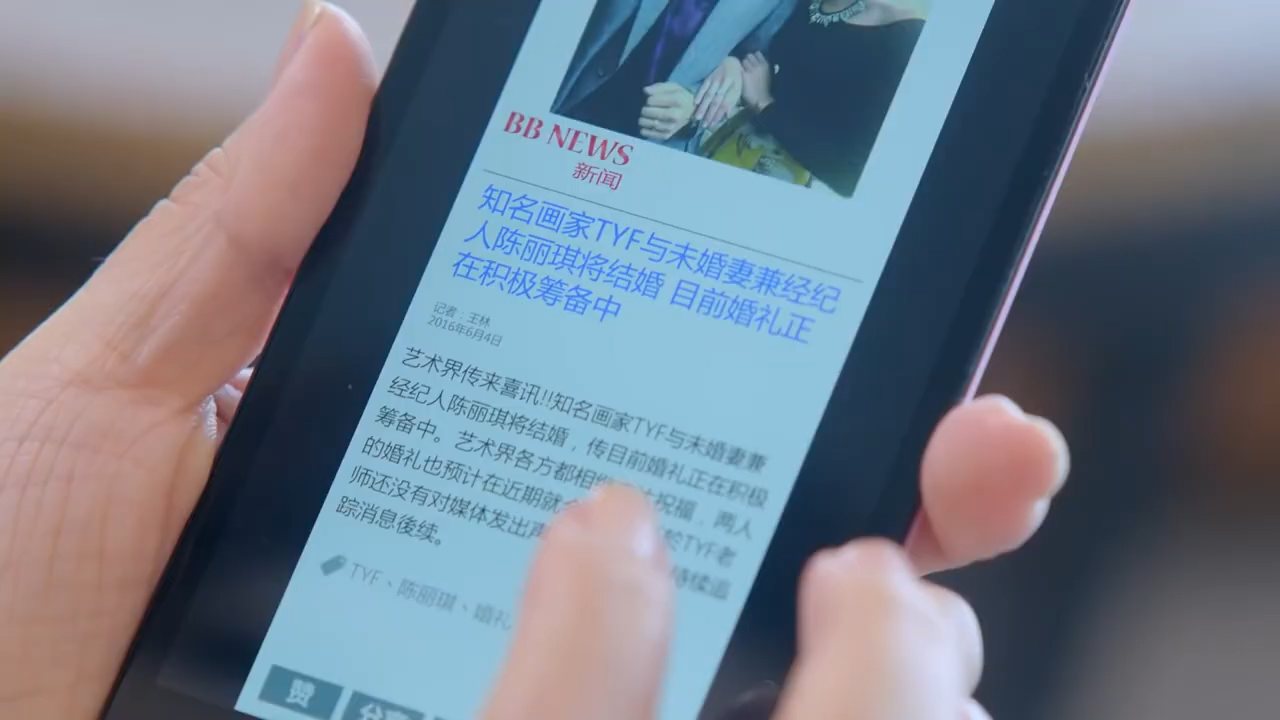 BB NEWS
新闻
知名画家TYF与未婚妻兼经纪
人陈丽琪将结婚 目前婚礼正
在积极筹备中
记者:王林
2016年6月4日
艺术界传来喜讯!!知名画家TYF与未婚妻兼
经纪人陈丽琪将结婚，传目前婚礼正在积极
筹备中。艺术界各方都相 祝福，两人
的婚礼也预计在近期就
师还没有对媒体发出声 於TYF老
踪消息後续。 持续追
TYF、陈丽琪、婚礼
赞
分享